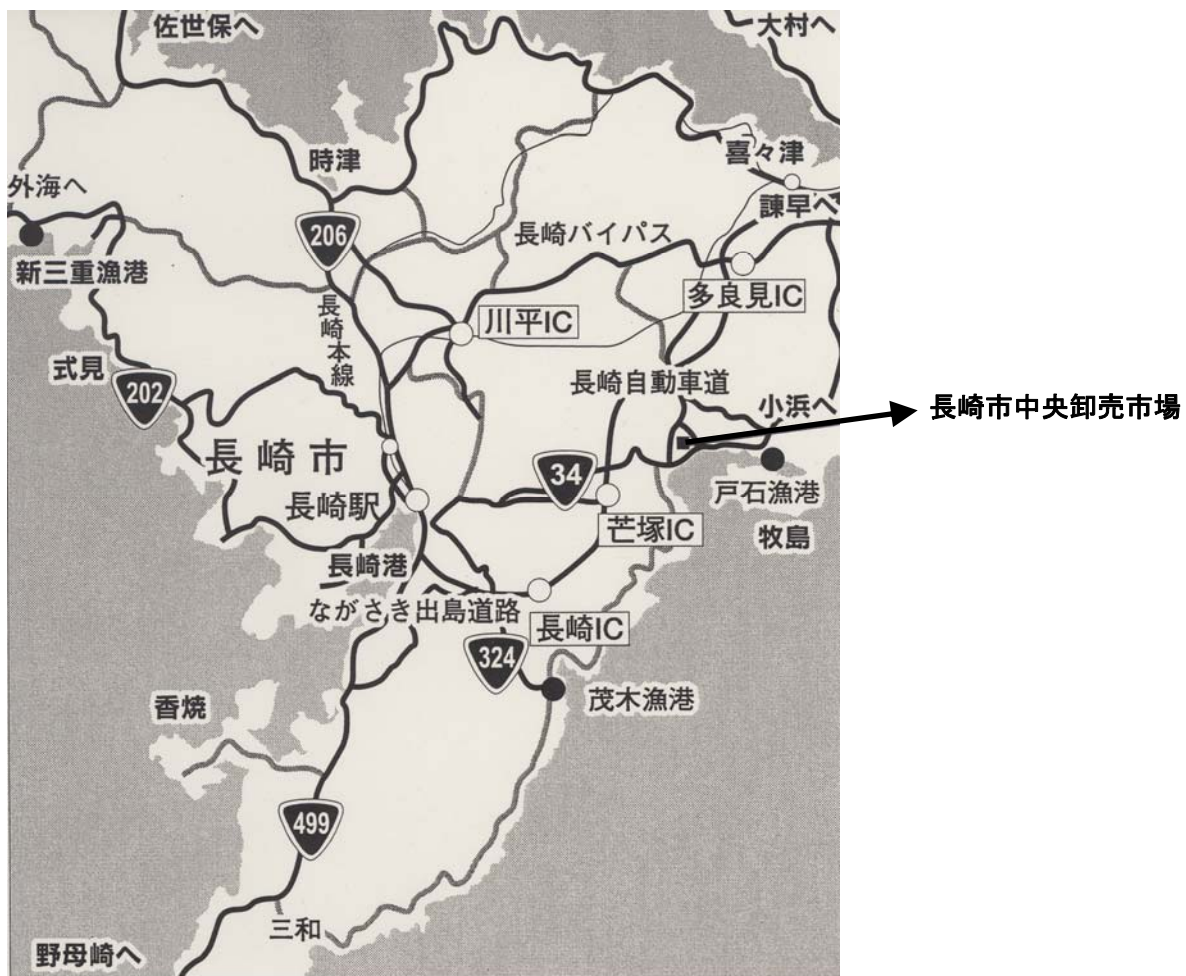 佐世保へ
大村へ
時津
喜々津
外海へ
諫早へ
206
長崎バイパス
新三重漁港
多良見IC
長崎本線
川平IC
式見
長崎自動車道
202
小浜へ
長崎市中央卸売市場
長崎市
34
戸石漁港
長崎駅
芒塚IC
牧島
長崎港
ながさき出島道路
長崎IC
324
香焼
茂木漁港
499
三和
野母崎へ